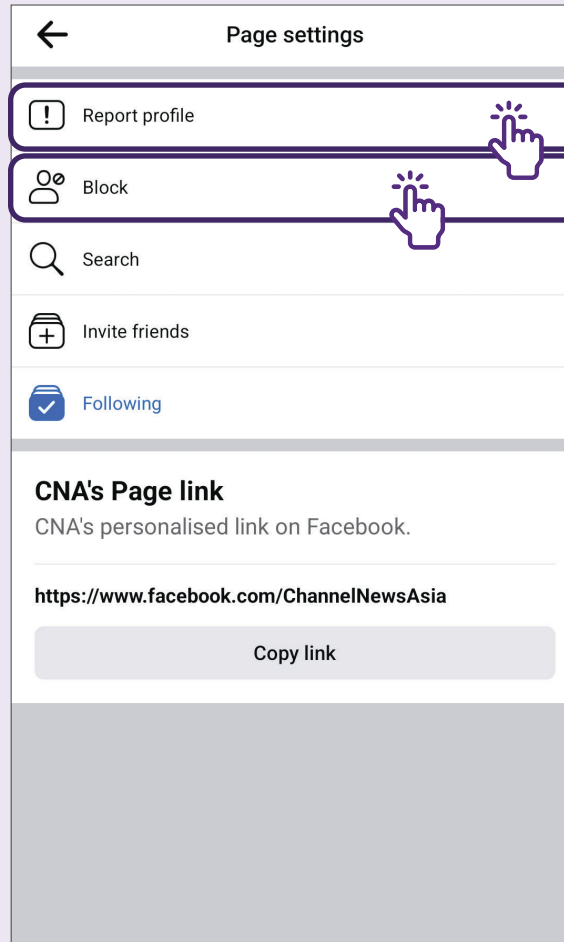 Page settings
Report profile
Block
Search
Invite friends
Following
CNA's Page link
CNA's personalised link on Facebook.
https://www.facebook.com/ChannelNewsAsia
Copy link